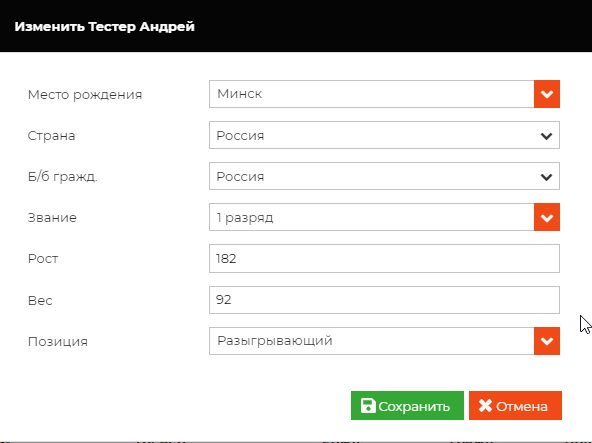 Изменить Тестер Андрей
Место рождения Минск
Страна Россия
Б/б гражд. Россия
Звание 1 разряд
Рост 182
Вес 92
Позиция Разыгрывающий
Сохранить Отмена